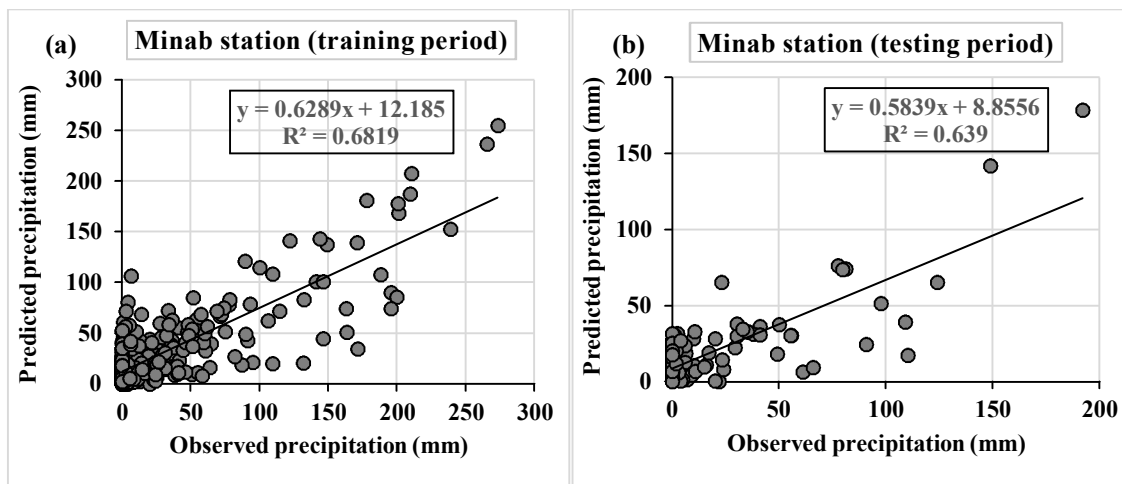 (a)
Minab station (training period)
300
250
200
150
100
50
0
y = 0.6289x + 12.185
R² = 0.6819
Predicted precipitation (mm)
0 50 100 150 200 250 300
Observed precipitation (mm)
(b)
Minab station (testing period)
200
150
100
50
0
y = 0.5839x + 8.8556
R² = 0.639
Predicted precipitation (mm)
0 50 100 150 200
Observed precipitation (mm)